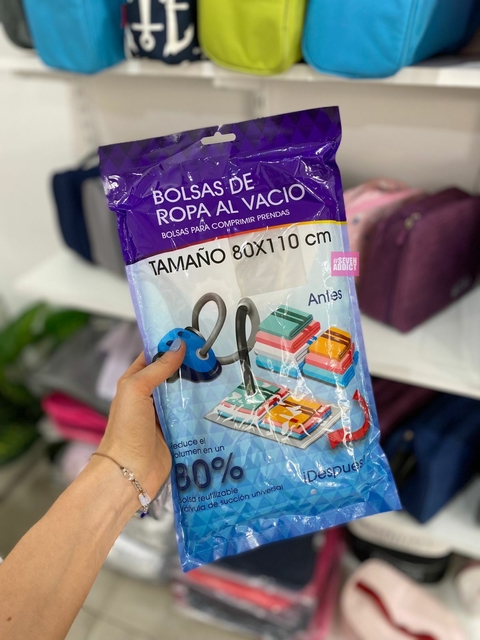 BOLSAS DE
ROPA AL VACIO
BOLSAS PARA COMPRIMIR PRENDAS
TAMAÑO 80X110 cm
#SEVEN
ADDICT
Antes
educe el
olumen en un
80%
olsa reutilizable
álvula de succión universal
¡Después!